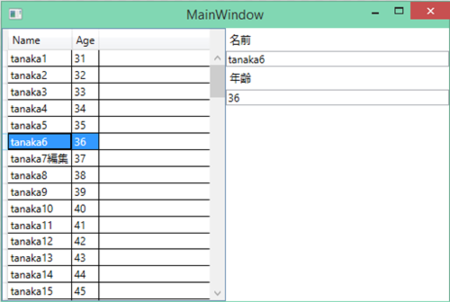 MainWindow
Name Age
tanaka1 31
tanaka2 32
tanaka3 33
tanaka4 34
tanaka5 35
tanaka6 36
tanaka7編集 37
tanaka8 38
tanaka9 39
tanaka10 40
tanaka11 41
tanaka12 42
tanaka13 43
tanaka14 44
tanaka15 45
名前
tanaka6
年齢
36